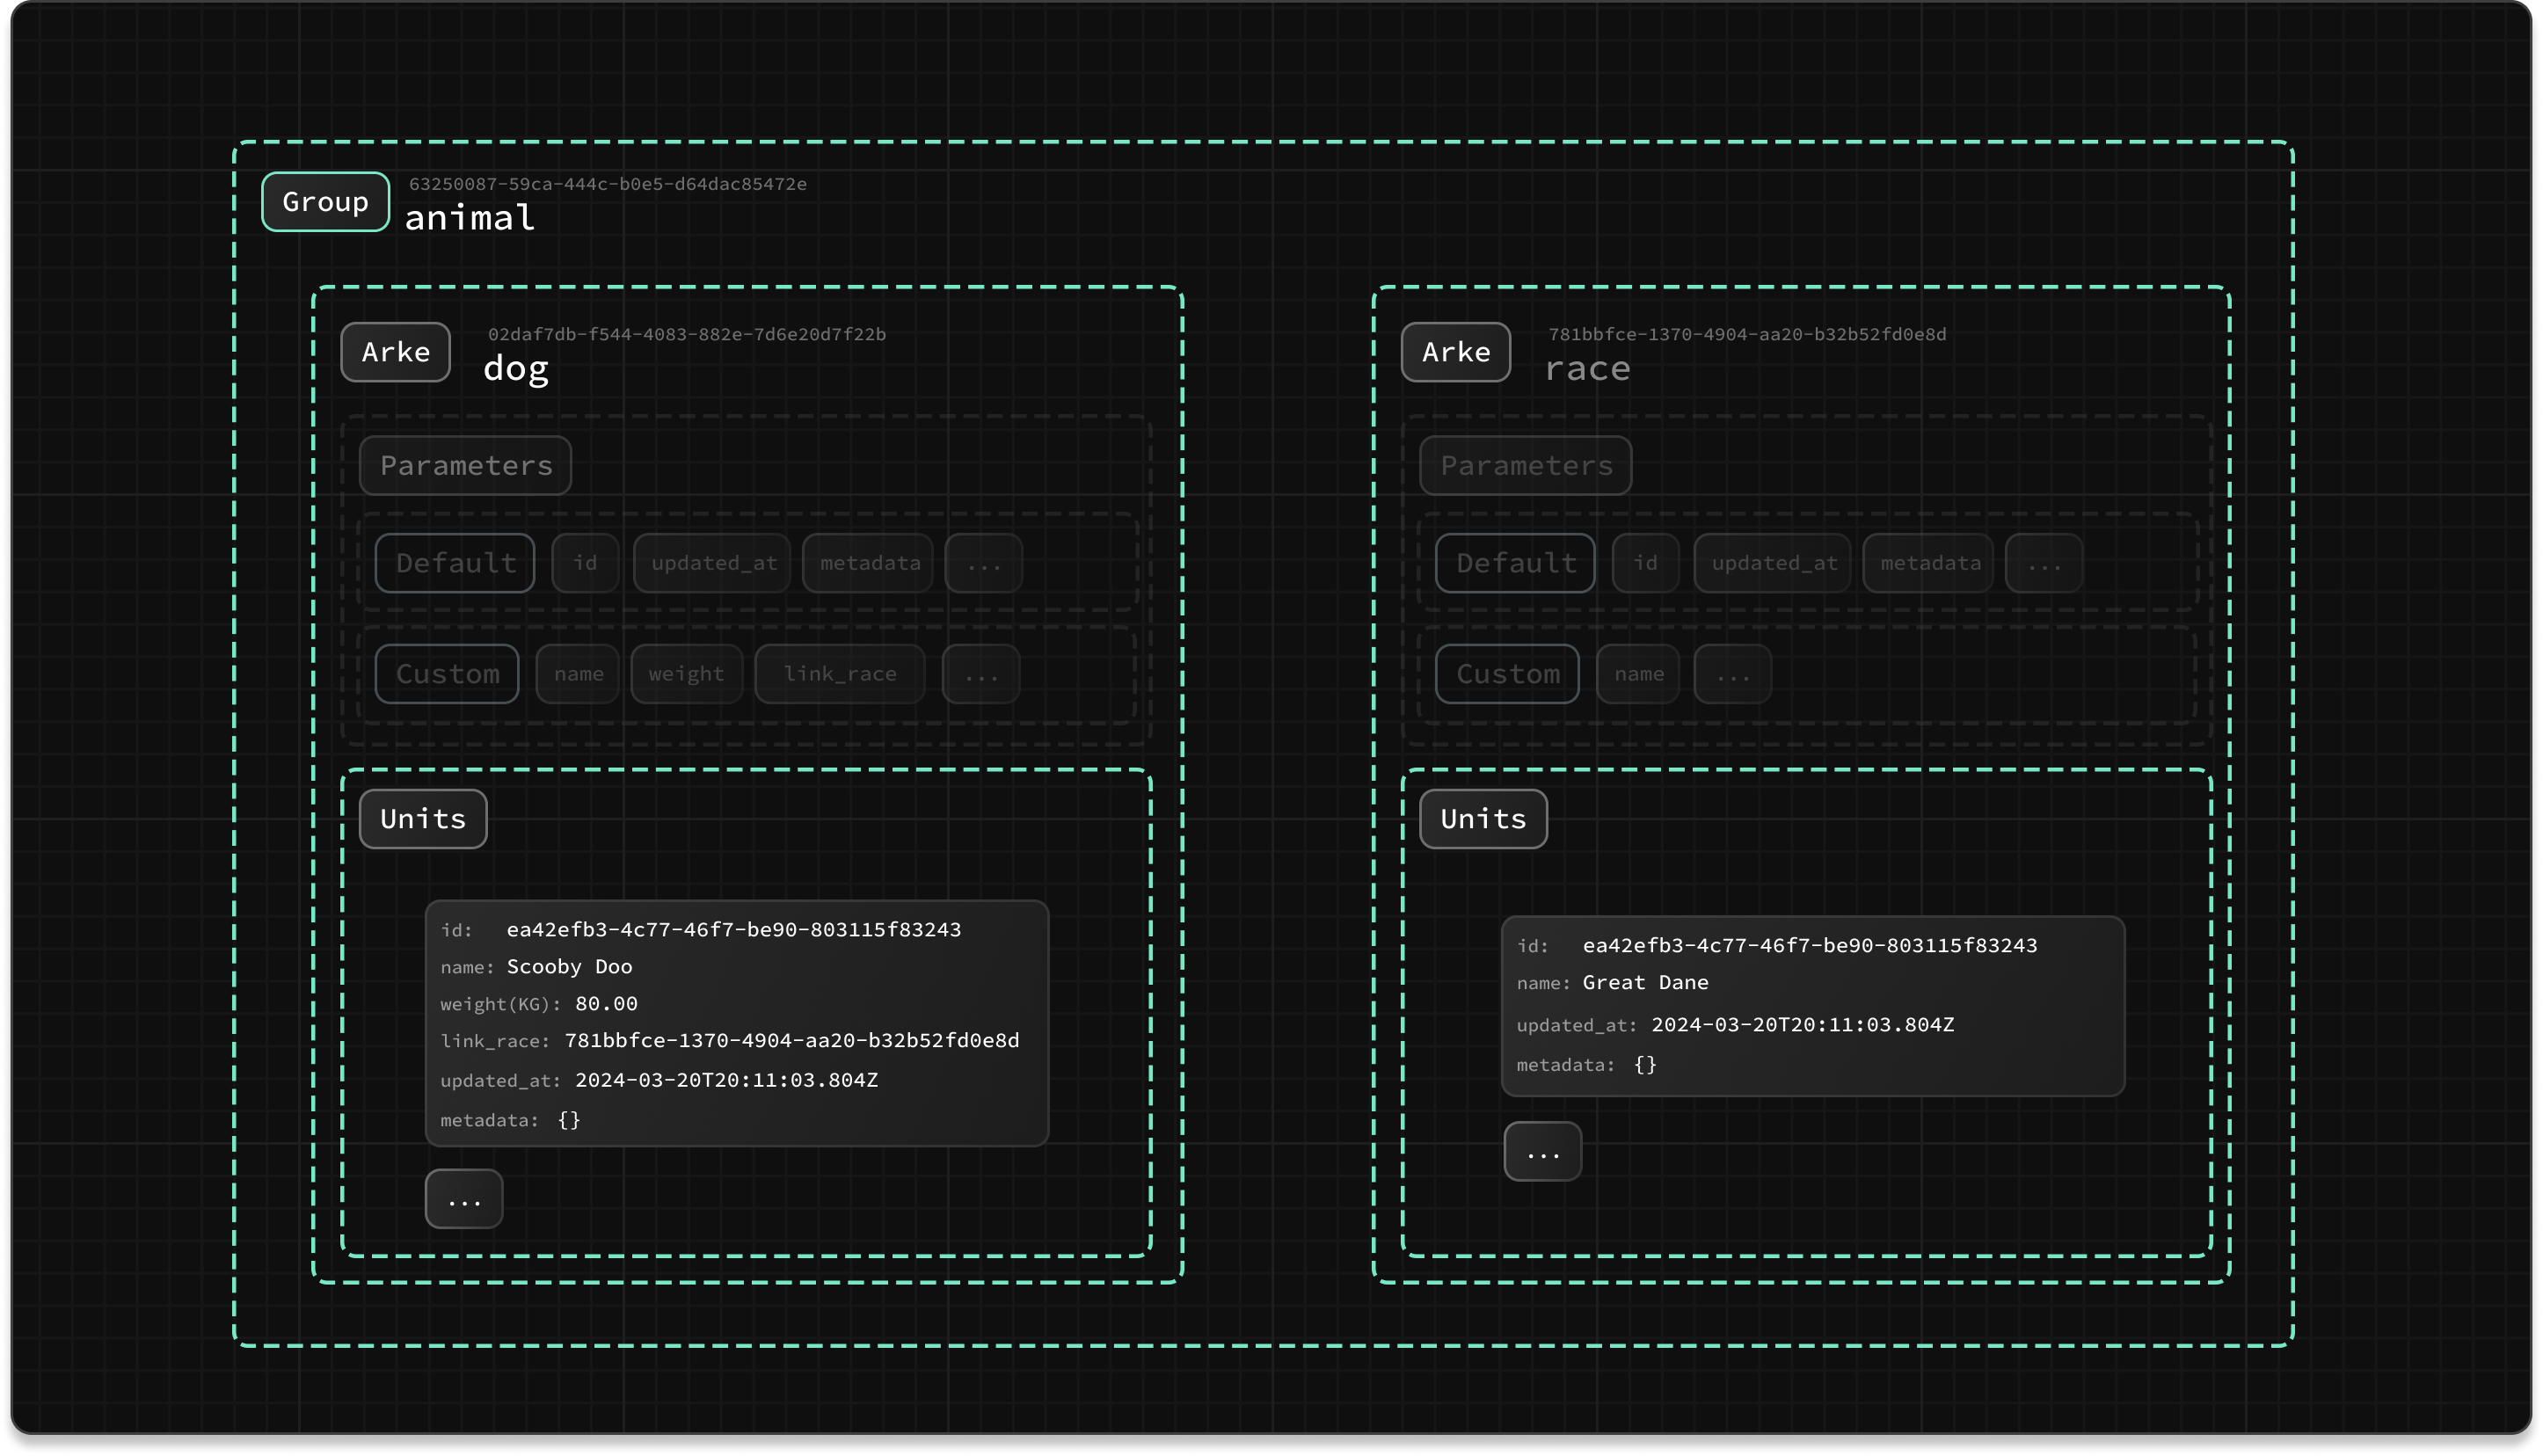 Group 63250087-59ca-444c-b0e5-d64dac85472e
animal
Arke 02daf7db-f544-4083-882e-7d6e20d7f22b
dog
Parameters
Default id updated_at metadata ...
Custom name weight link_race ...
Units
id: ea42efb3-4c77-46f7-be90-803115f83243
name: Scooby Doo
weight(KG): 80.00
link_race: 781bbfce-1370-4904-aa20-b32b52fd0e8d
updated_at: 2024-03-20T20:11:03.804Z
metadata: {}
...
Arke 781bbfce-1370-4904-aa20-b32b52fd0e8d
race
Parameters
Default id updated_at metadata ...
Custom name ...
Units
id: ea42efb3-4c77-46f7-be90-803115f83243
name: Great Dane
updated_at: 2024-03-20T20:11:03.804Z
metadata: {}
...